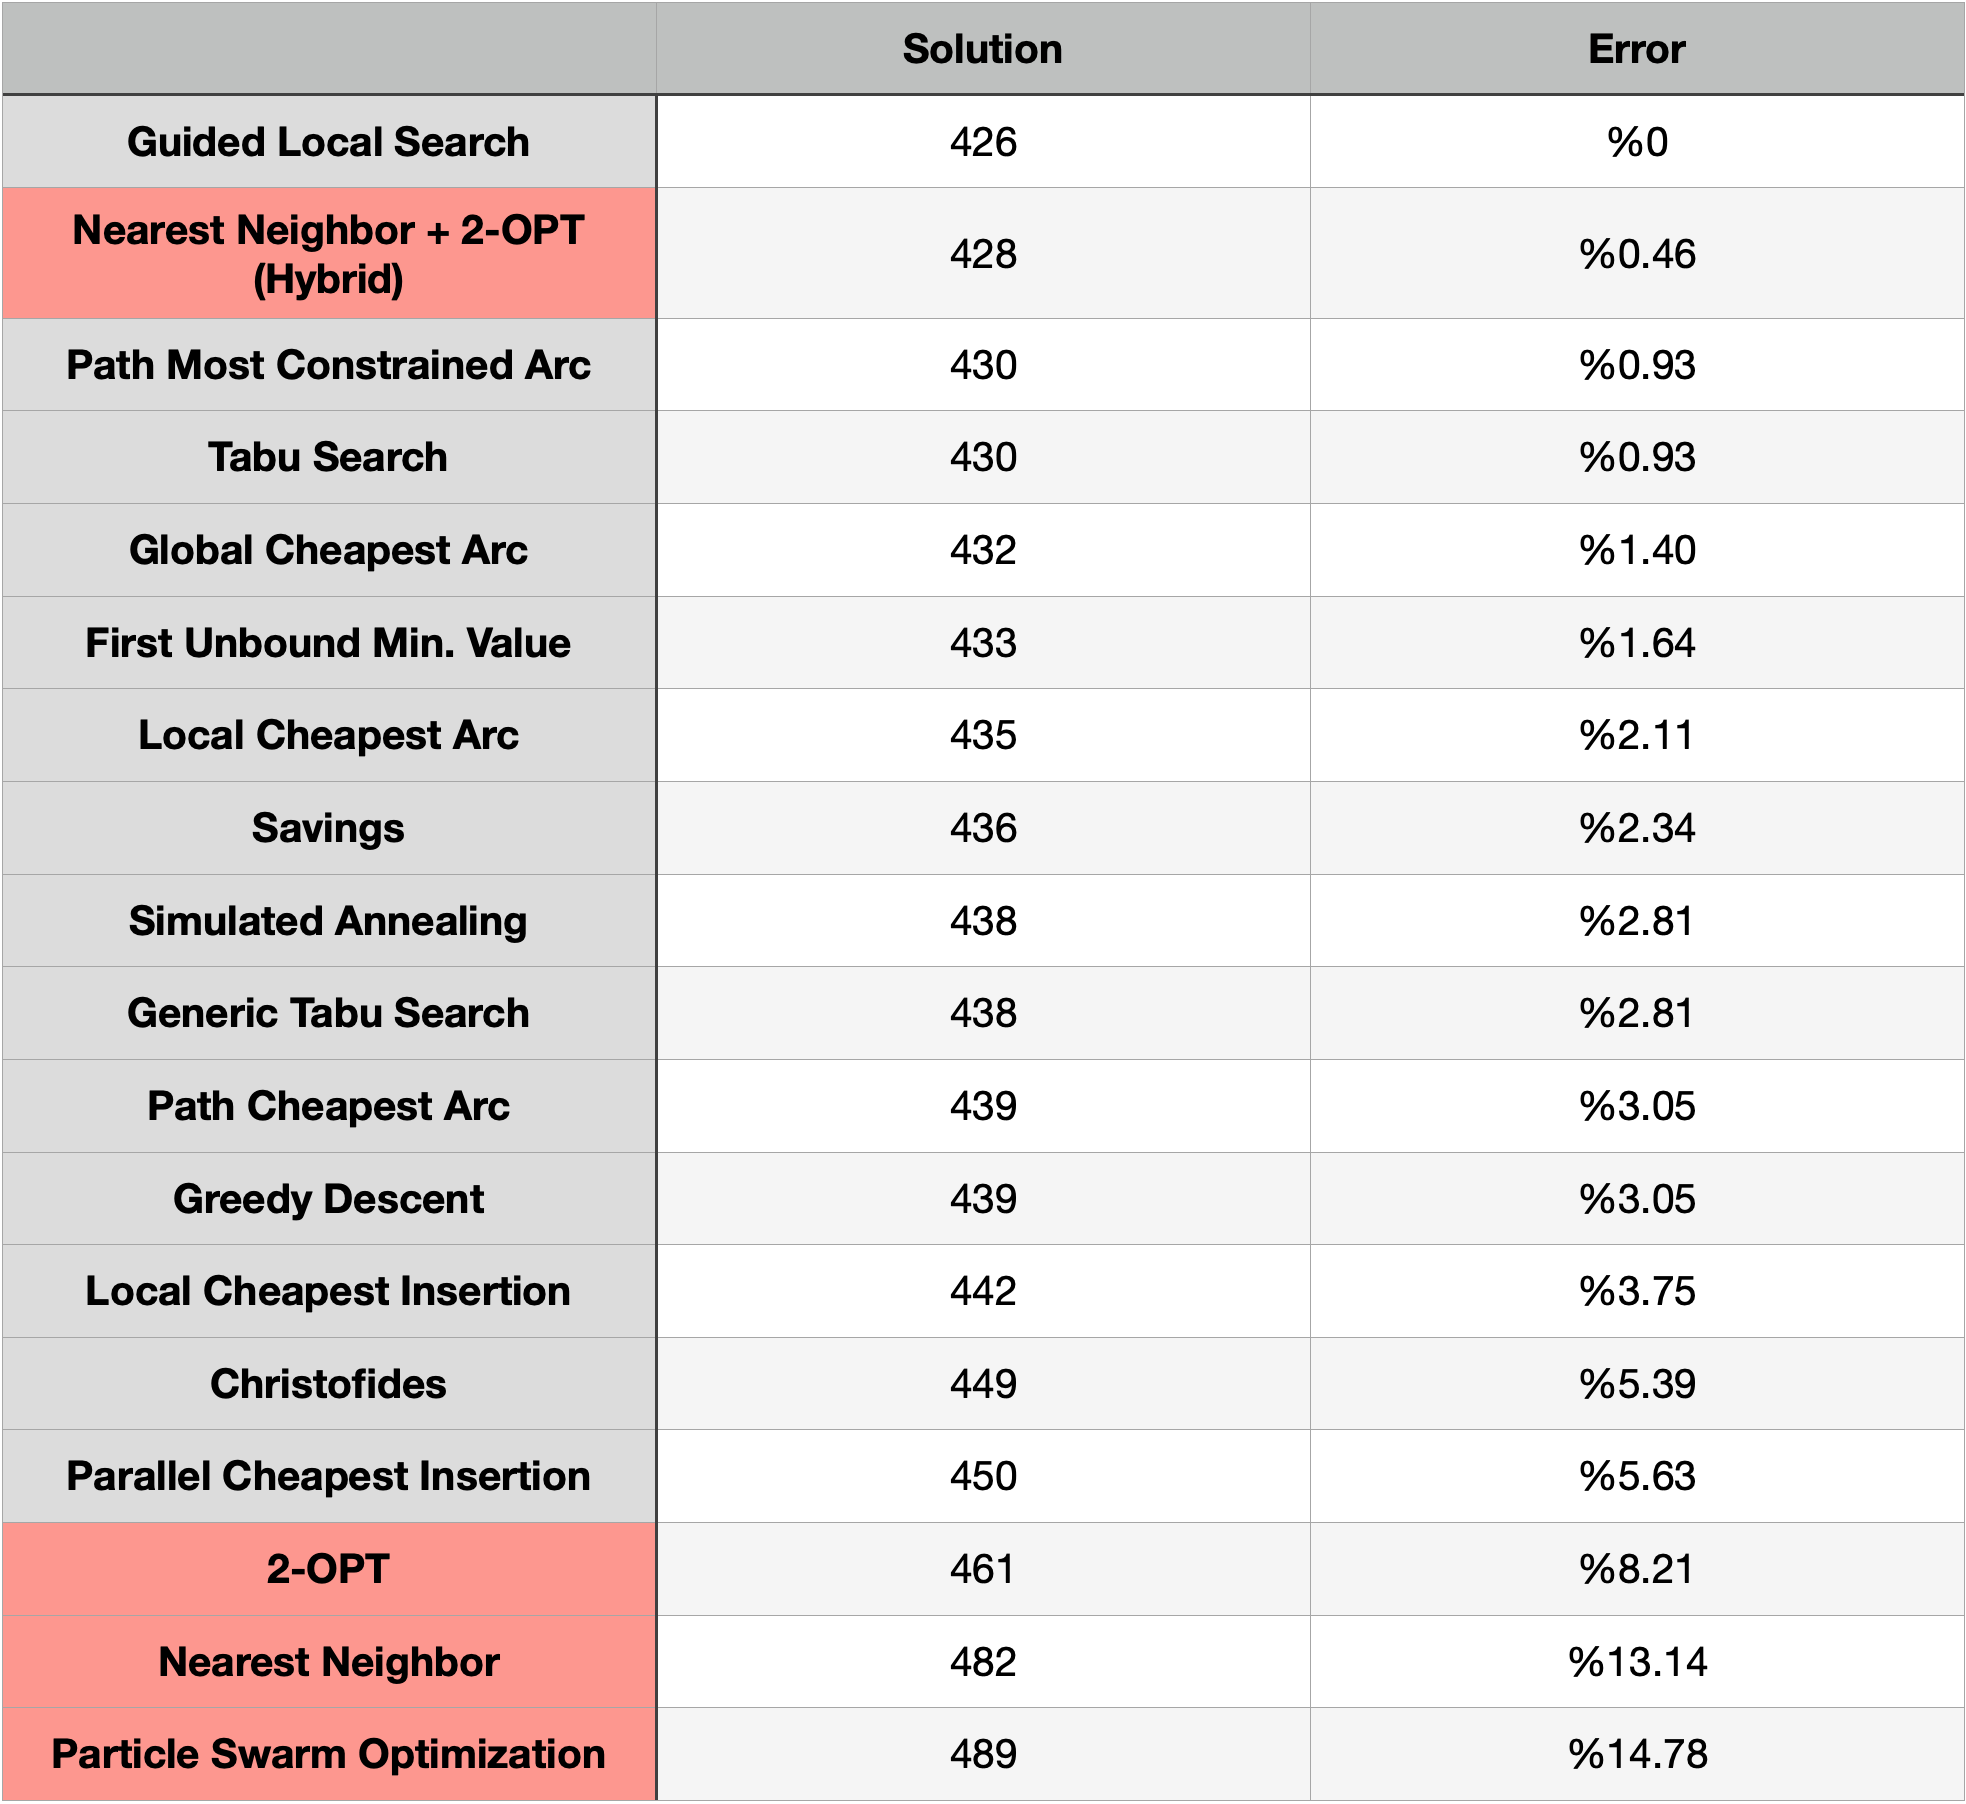 Solution Error
Guided Local Search 426 %0
Nearest Neighbor + 2-OPT
(Hybrid) 428 %0.46
Path Most Constrained Arc 430 %0.93
Tabu Search 430 %0.93
Global Cheapest Arc 432 %1.40
First Unbound Min. Value 433 %1.64
Local Cheapest Arc 435 %2.11
Savings 436 %2.34
Simulated Annealing 438 %2.81
Generic Tabu Search 438 %2.81
Path Cheapest Arc 439 %3.05
Greedy Descent 439 %3.05
Local Cheapest Insertion 442 %3.75
Christofides 449 %5.39
Parallel Cheapest Insertion 450 %5.63
2-OPT 461 %8.21
Nearest Neighbor 482 %13.14
Particle Swarm Optimization 489 %14.78